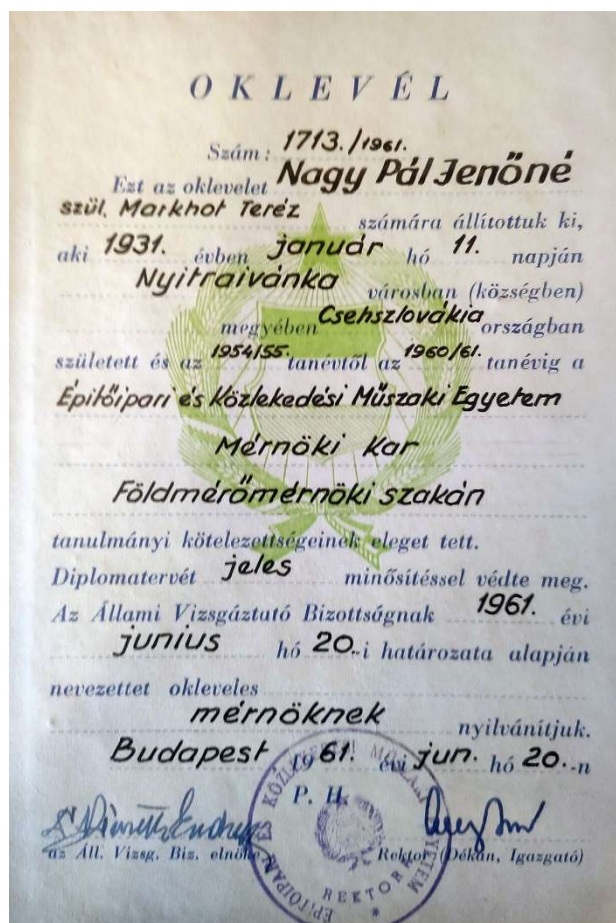 OKLEVÉL
Szám: 1713./1961.
Ezt az oklevelet Nagy Pál Jenőné
szül. Markhot Teréz számára állítottuk ki,
aki 1931. évben január hó 11. napján
Nyitraivánka városban (községben)
megyében Csehszlovákia országban
született és az 1954/55. tanévtől az 1960/61. tanévig a
Épitőipari és Közlekedési Műszaki Egyetem
Mérnöki Kar
Földmérőmérnöki szakán
tanulmányi kötelezettségeinek eleget tett.
Diplomatervét jeles minősítéssel védte meg.
Az Állami Vizsgáztató Bizottságnak 1961. évi
junius hó 20.-i határozata alapján
nevezettet okleveles
mérnöknek nyilvánítjuk.
Budapest 1961. évi jun. hó 20.-n
P. H.
az Áll. Vizsg. Biz. elnöke
Rektor (Dékán, Igazgató)
REKTORA